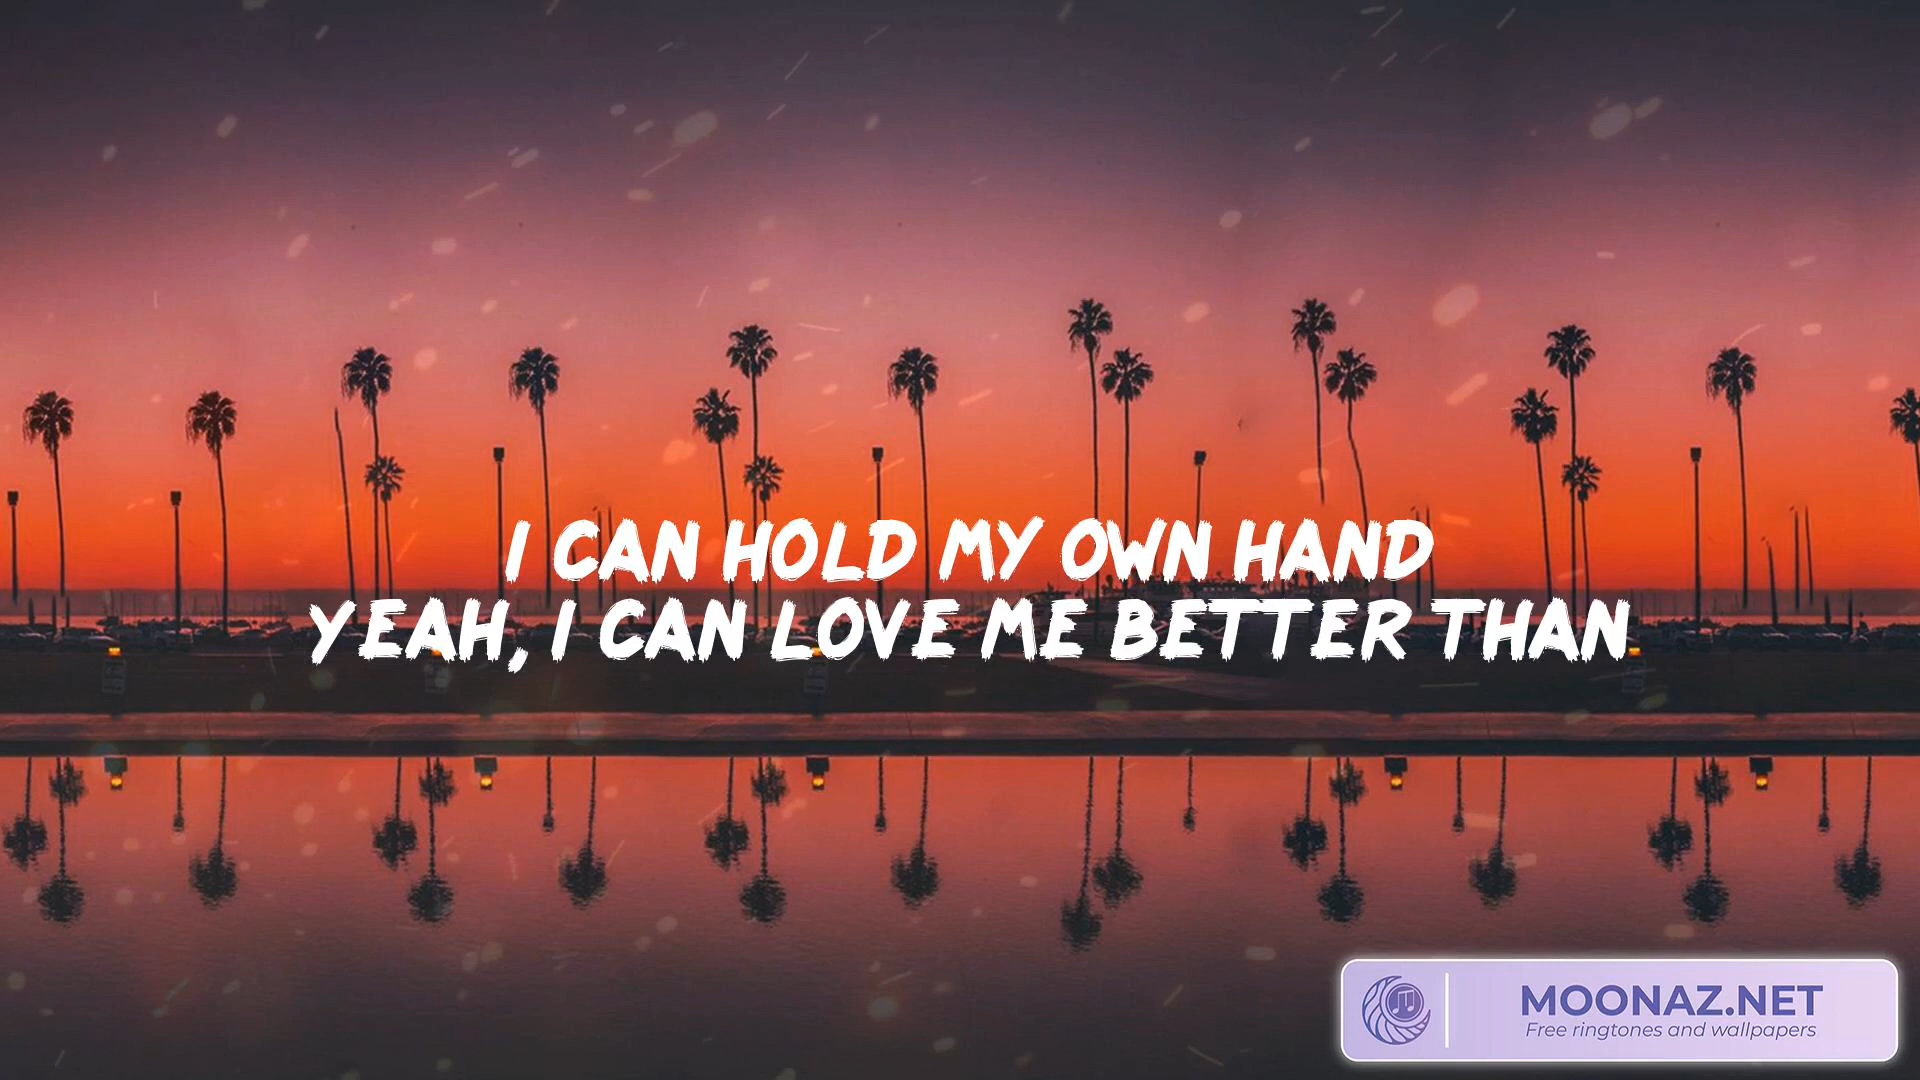 I CAN HOLD MY OWN HAND
YEAH, I CAN LOVE ME BETTER THAN
MOONAZ.NET
Free ringtones and wallpapers